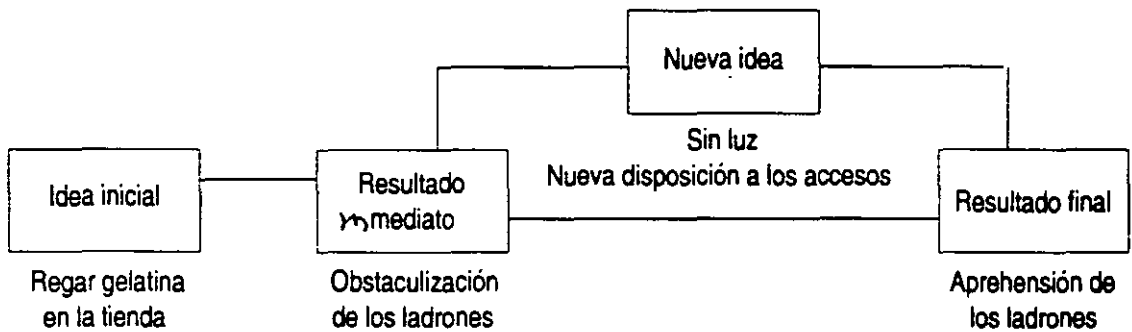 Nueva idea
Sin luz
Nueva disposición a los accesos
Idea inicial
Resultado
inmediato
Resultado final
Regar gelatina
en la tienda
Obstaculización
de los ladrones
Aprehensión de
los ladrones